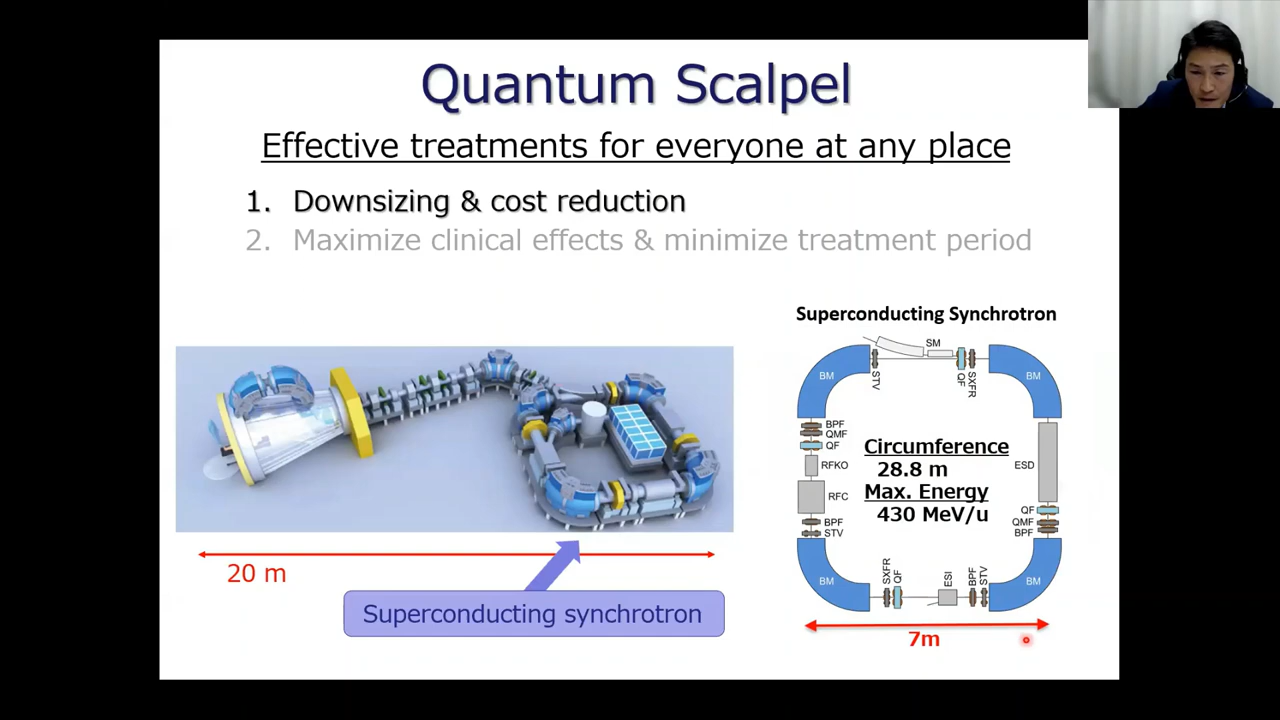 Quantum Scalpel
Effective treatments for everyone at any place
1. Downsizing & cost reduction
2. Maximize clinical effects & minimize treatment period
20 m
Superconducting synchrotron
Superconducting Synchrotron
SM
BM
STV
QF
SXFR
BM
BPF
QMF
QF
RFKO
RFC
BPF
STV
Circumference
28.8 m
Max. Energy
430 MeV/u
ESD
QF
QMF
BPF
BM
SXFR
QF
ESI
BPF
STV
BM
7m